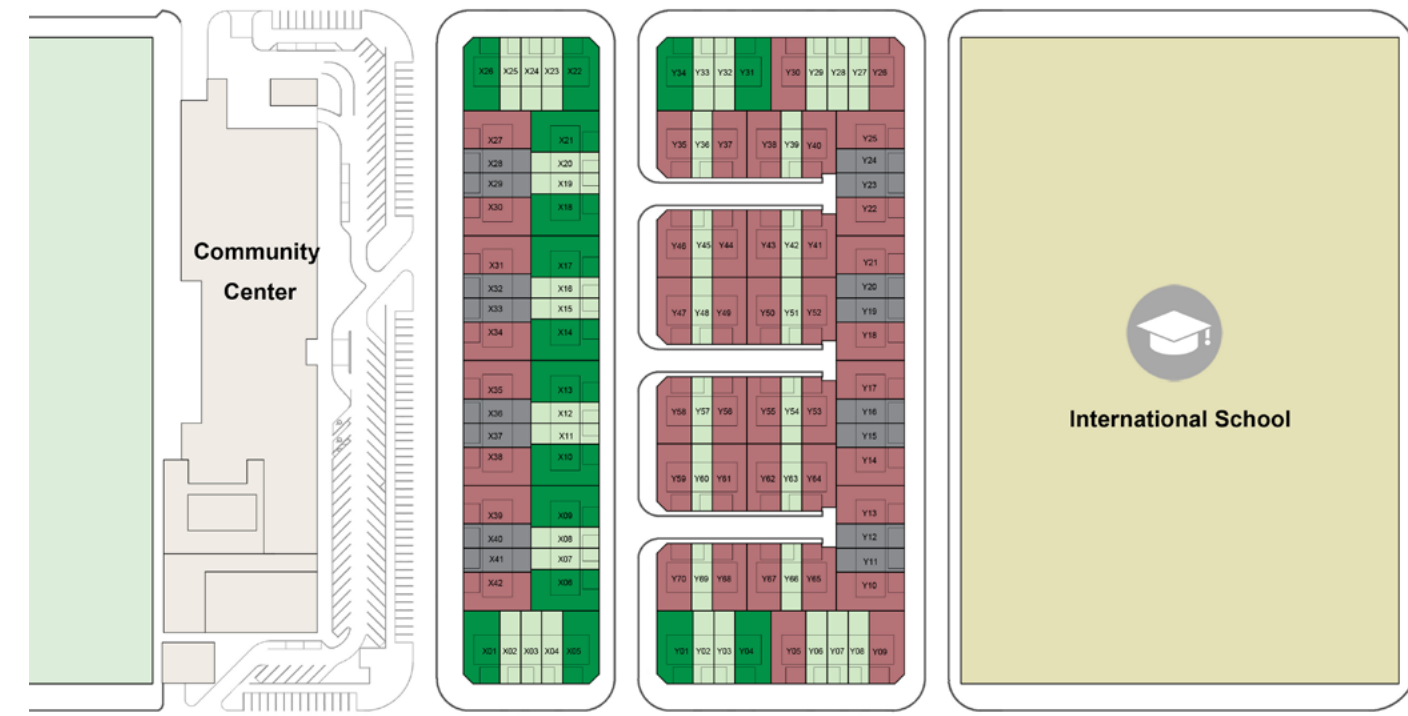 X26 X25 X24 X23 X22
Y34 Y33 Y32 Y31 Y30 Y29 Y28 Y27 Y26
X27 X21
X28 X20
X29 X19
X30 X18
X31 X17
X32 X16
X33 X15
X34 X14
X35 X13
X36 X12
X37 X11
X38 X10
X39 X09
X40 X08
X41 X07
X42 X06
X01 X02 X03 X04 X05
Y35 Y36 Y37 Y38 Y39 Y40
Y46 Y45 Y44 Y43 Y42 Y41
Y47 Y48 Y49 Y50 Y51 Y52
Y58 Y57 Y56 Y55 Y54 Y53
Y59 Y60 Y61 Y62 Y63 Y64
Y70 Y69 Y68 Y67 Y66 Y65
Y25
Y24
Y23
Y22
Y21
Y20
Y19
Y18
Y17
Y16
Y15
Y14
Y13
Y12
Y11
Y10
Y01 Y02 Y03 Y04 Y05 Y06 Y07 Y08 Y09
Community
Center
International School